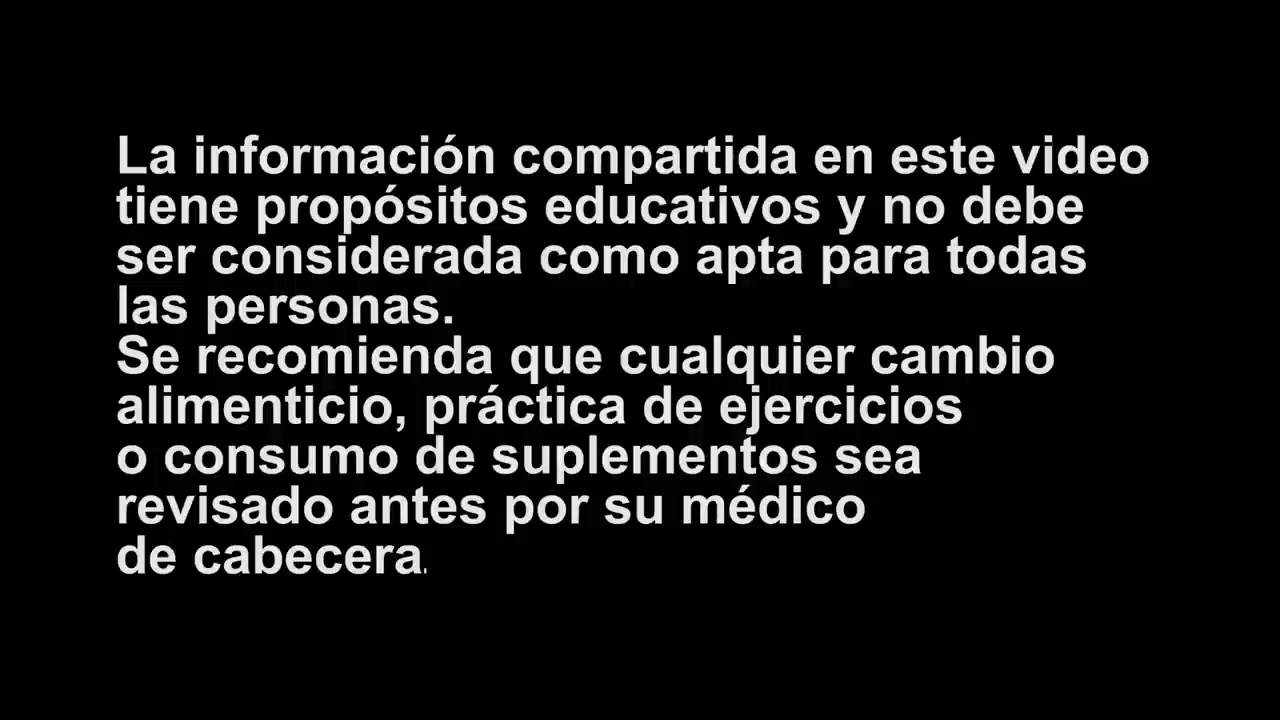 La información compartida en este video
tiene propósitos educativos y no debe
ser considerada como apta para todas
las personas.
Se recomienda que cualquier cambio
alimenticio, práctica de ejercicios
o consumo de suplementos sea
revisado antes por su médico
de cabecera.